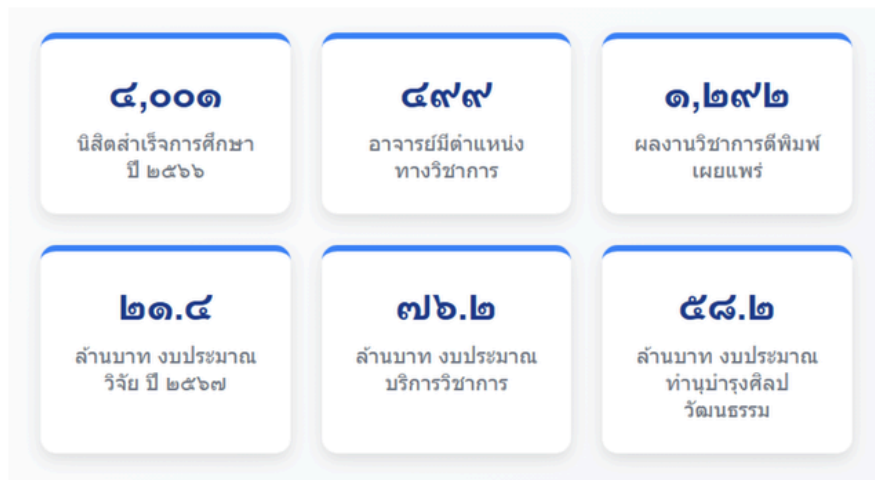 ๔,๐๐๑
นิสิตสำเร็จการศึกษา
ปี ๒๕๖๖
๔๙๙
อาจารย์มีตำแหน่ง
ทางวิชาการ
๑,๒๙๒
ผลงานวิชาการตีพิมพ์
เผยแพร่
๒๑.๔
ล้านบาท งบประมาณ
วิจัย ปี ๒๕๖๗
๗๖.๒
ล้านบาท งบประมาณ
บริการวิชาการ
๕๘.๒
ล้านบาท งบประมาณ
ทำนุบำรุงศิลป
วัฒนธรรม